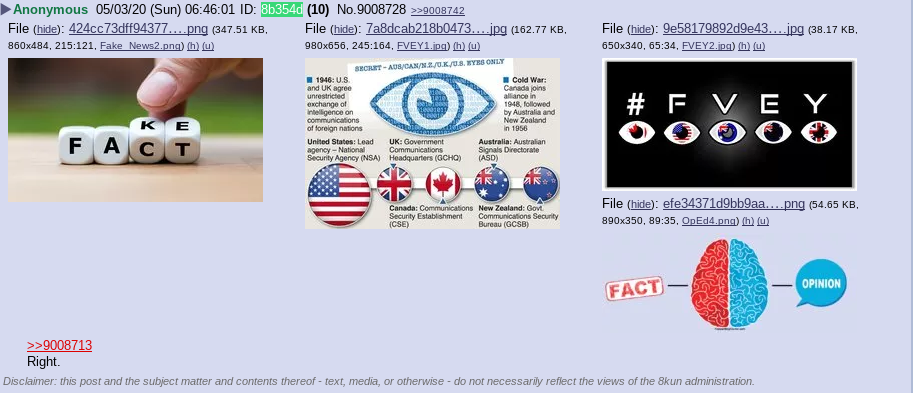 Anonymous 05/03/20 (Sun) 06:46:01 ID: 8b354d (10) No.9008728 >>9008742
File (hide): 424cc73dff94377....png (347.51 KB,
860x484, 215:121, Fake_News2.png) (h) (u)
FAKE
CT
File (hide): 7a8dcab218b0473....jpg (162.77 KB,
980x656, 245:164, FVEY1.jpg) (h) (u)
SECRET – AUS/CAN/N.Z./U.K./U.S. EYES ONLY
1946: U.S.
and UK agree
unrestricted
exchange of
intelligence on
communications
of foreign nations
Cold War:
Canada joins
alliance in
1948, followed
by Australia and
New Zealand
in 1956
United States: Lead
agency – National
Security Agency (NSA)
UK: Government
Communications
Headquarters (GCHQ)
Australia: Australian
Signals Directorate
(ASD)
Canada: Communications
Security Establishment
(CSE)
New Zealand: Govt.
Communications Security
Bureau (GCSB)
File (hide): 9e58179892d9e43....jpg (38.17 KB,
650x340, 65:34, FVEY2.jpg) (h) (u)
# F V E Y
File (hide): efe34371d9bb9aa....png (54.65 KB,
890x350, 89:35, OpEd4.png) (h) (u)
FACT
OPINION
>>9008713
Right.
Disclaimer: this post and the subject matter and contents thereof - text, media, or otherwise - do not necessarily reflect the views of the 8kun administration.